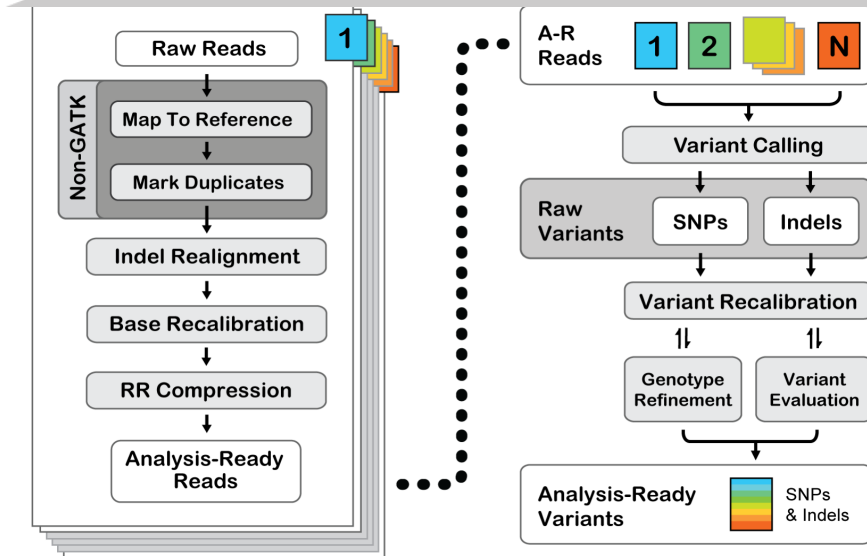 Raw Reads
1
Non-GATK
Map To Reference
Mark Duplicates
Indel Realignment
Base Recalibration
RR Compression
Analysis-Ready
Reads
A-R
Reads
1
2
N
Variant Calling
Raw
Variants
SNPs
Indels
Variant Recalibration
Genotype
Refinement
Variant
Evaluation
Analysis-Ready
Variants
SNPs
& Indels